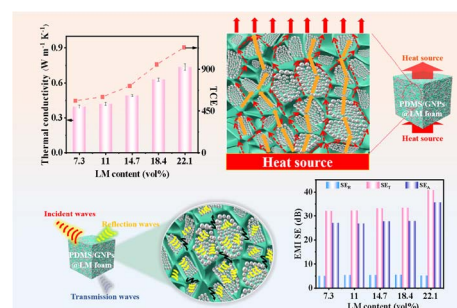 Thermal conductivity (W m⁻¹ K⁻¹)
0.9
0.6
0.3
0.0
900
450
0
TCE
7.3 11 14.7 18.4 22.1
LM content (vol%)
Heat source
Heat source
PDMS/GNPs
@LM foam
Heat source
Incident waves
Reflection waves
PDMS/GNPs
@LM foam
Transmission waves
SE_R SE_T SE_A
EMI SE (dB)
40
30
20
10
0
7.3 11 14.7 18.4 22.1
LM content (vol%)